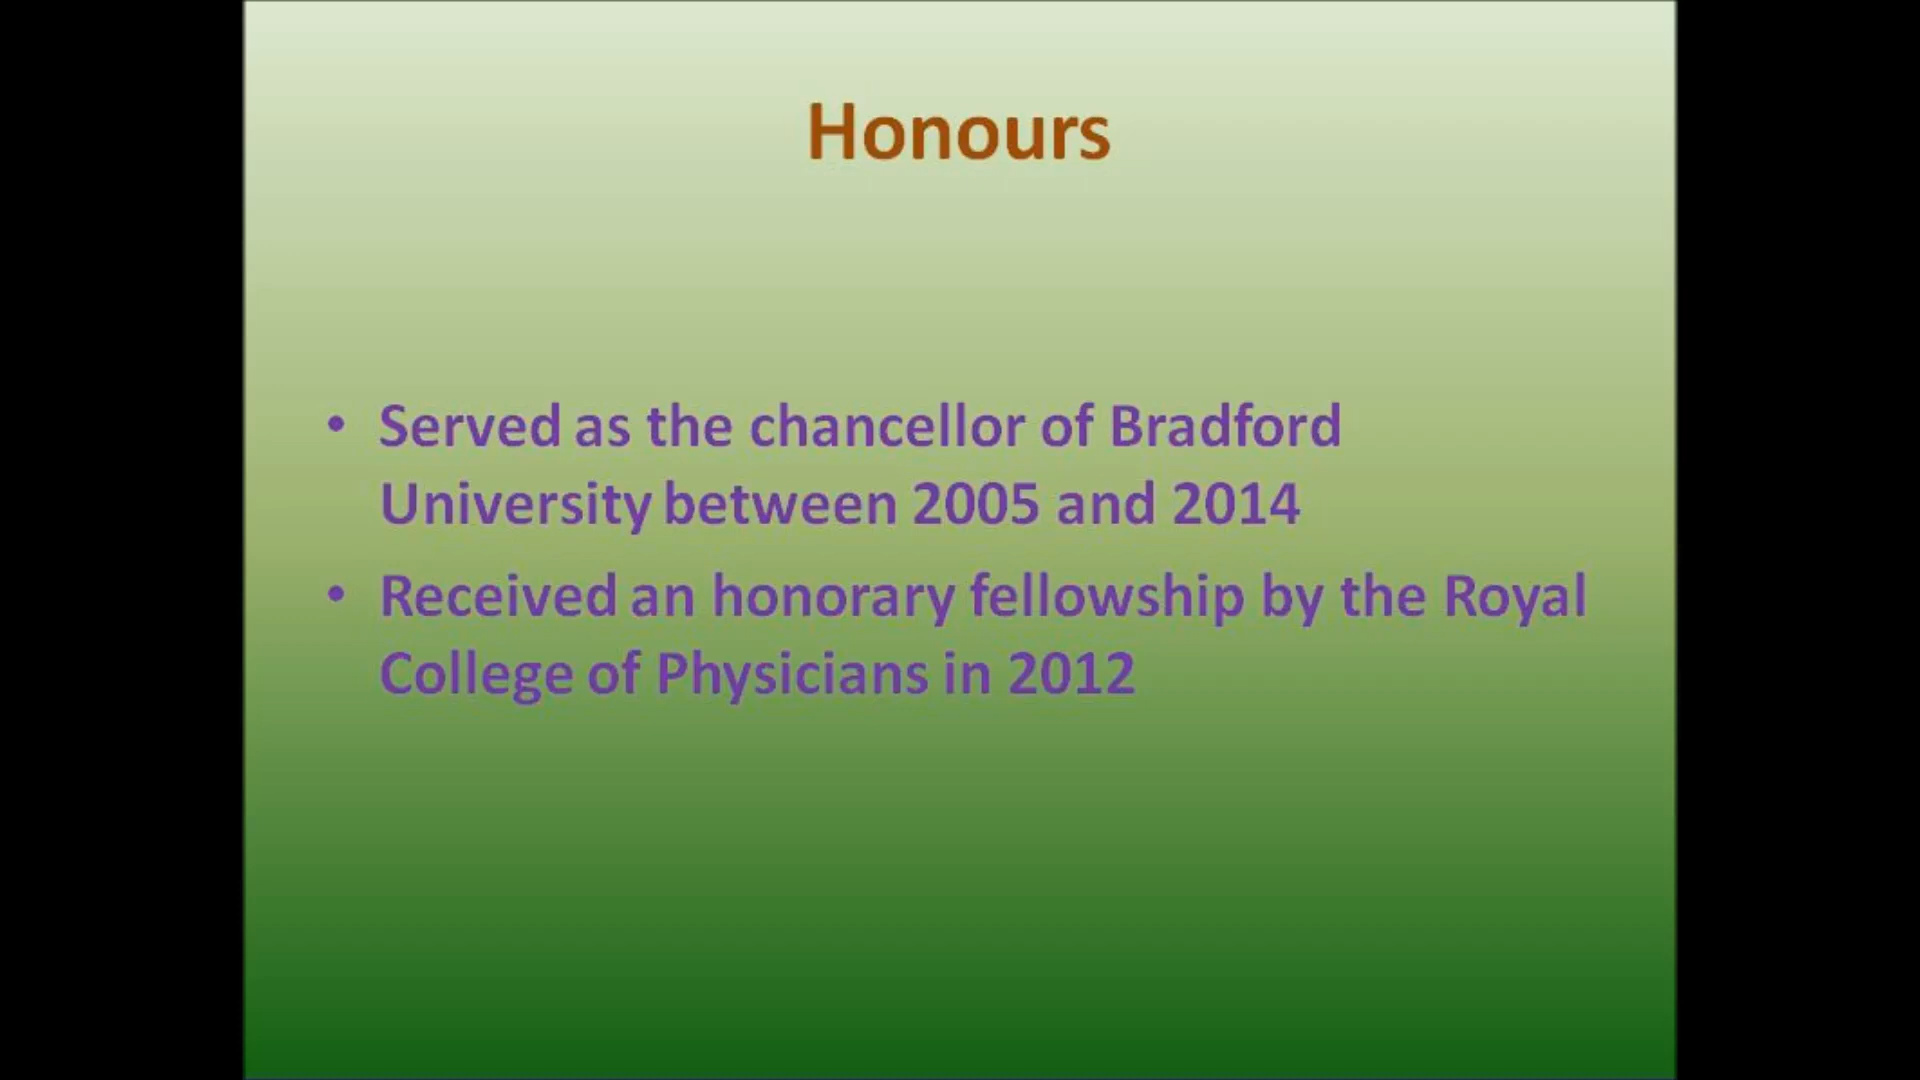 Honours
• Served as the chancellor of Bradford
University between 2005 and 2014
• Received an honorary fellowship by the Royal
College of Physicians in 2012